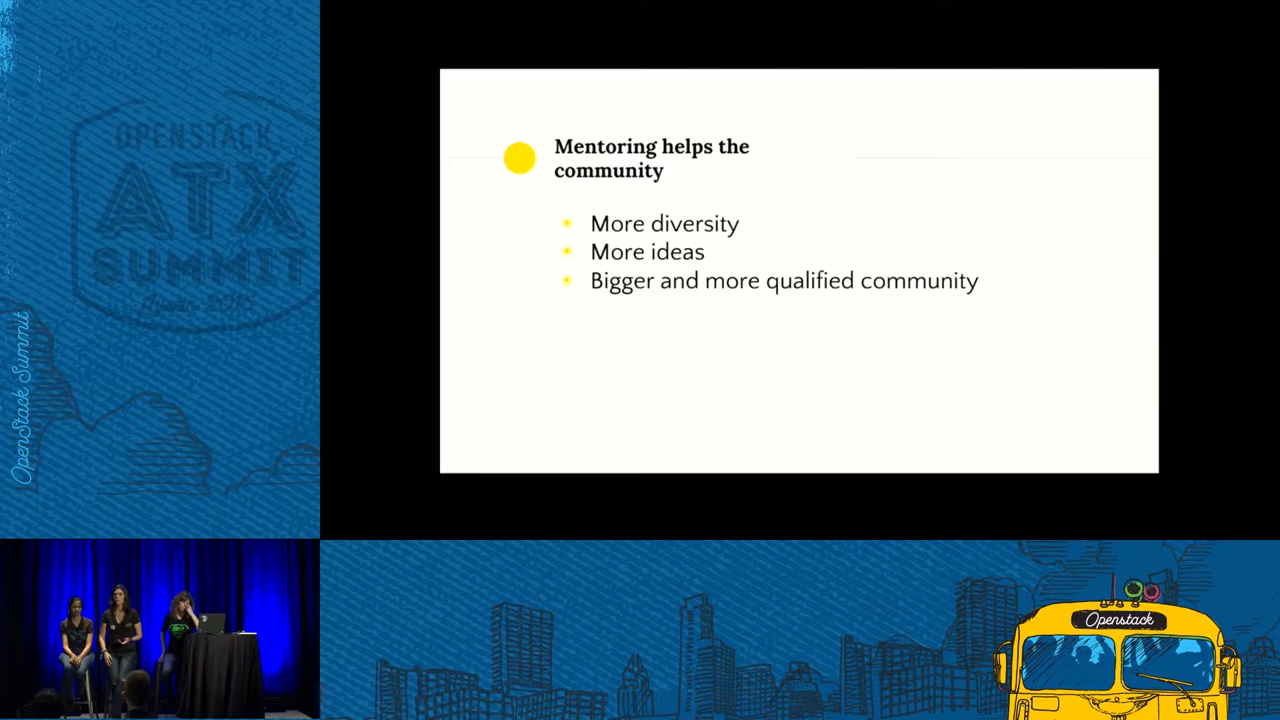 OPENSTACK
ATX
SUMMIT
OpenStack Summit
Mentoring helps the
community
More diversity
More ideas
Bigger and more qualified community
Openstack